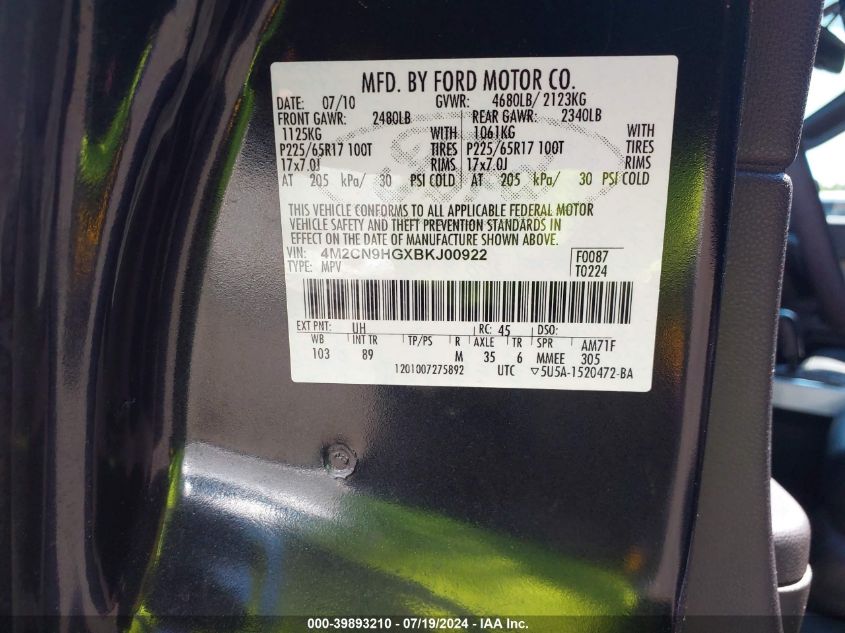 MFD. BY FORD MOTOR CO.
DATE: 07/10 GVWR: 4680LB/ 2123KG
FRONT GAWR: 2480LB REAR GAWR: 2340LB
1125KG WITH 1061KG WITH
P225/65R17 100T TIRES P225/65R17 100T TIRES
17x7.0J RIMS 17x7.0J RIMS
AT 205 kPa/ 30 PSI COLD AT 205 kPa/ 30 PSI COLD
THIS VEHICLE CONFORMS TO ALL APPLICABLE FEDERAL MOTOR
VEHICLE SAFETY AND THEFT PREVENTION STANDARDS IN
EFFECT ON THE DATE OF MANUFACTURE SHOWN ABOVE.
VIN: 4M2CN9HGXBKJ00922 F0087
TYPE: MPV T0224
EXT PNT: UH RC: 45 DSO:
WB INT TR TP/PS R AXLE TR SPR AM71F
103 89 M 35 6 MMEE 305
1201007275892 UTC ▽5U5A-1520472-BA
000-39893210 - 07/19/2024 - WWW.IAAI.COM